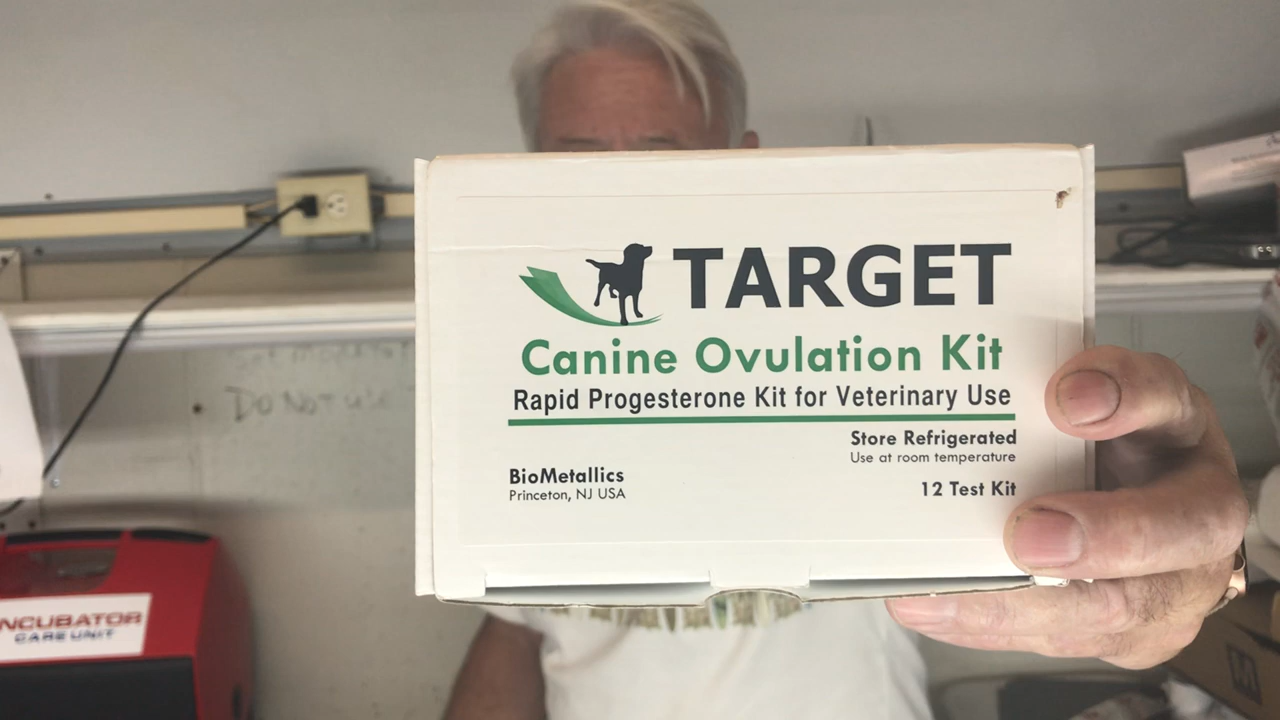 TARGET
Canine Ovulation Kit
Rapid Progesterone Kit for Veterinary Use
Store Refrigerated
Use at room temperature
BioMetallics
Princeton, NJ USA
12 Test Kit
DO NOT USE
NCUBATOR
CARE UNIT
M